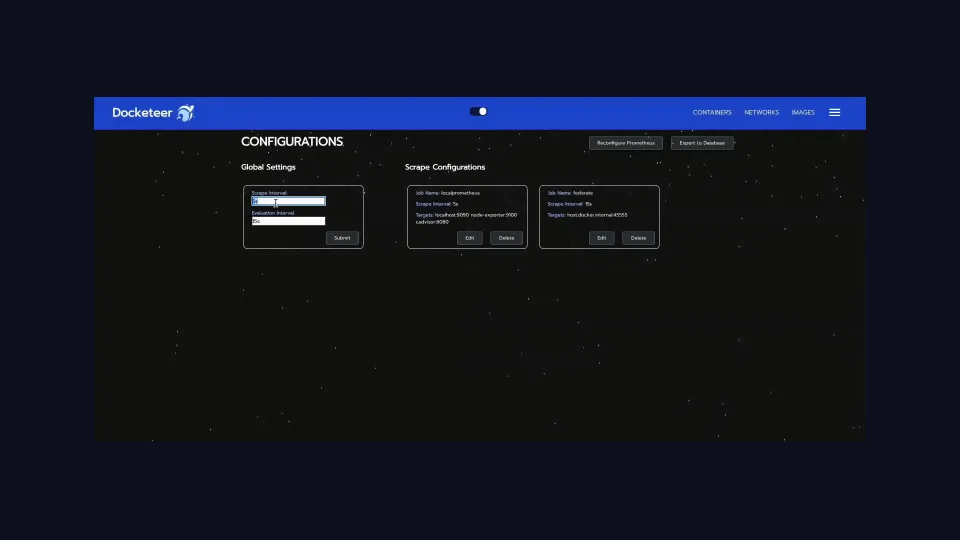 Docketeer
CONTAINERS NETWORKS IMAGES
CONFIGURATIONS
Reconfigure Prometheus Export to Database
Global Settings
Scrape Interval:
5s
Evaluation Interval:
15s
Submit
Scrape Configurations
Job Name: localprometheus
Scrape Interval: 5s
Targets: localhost:9090 node-exporter:9100
cadvisor:8080
Edit Delete
Job Name: federate
Scrape Interval: 15s
Targets: host.docker.internal:45555
Edit Delete